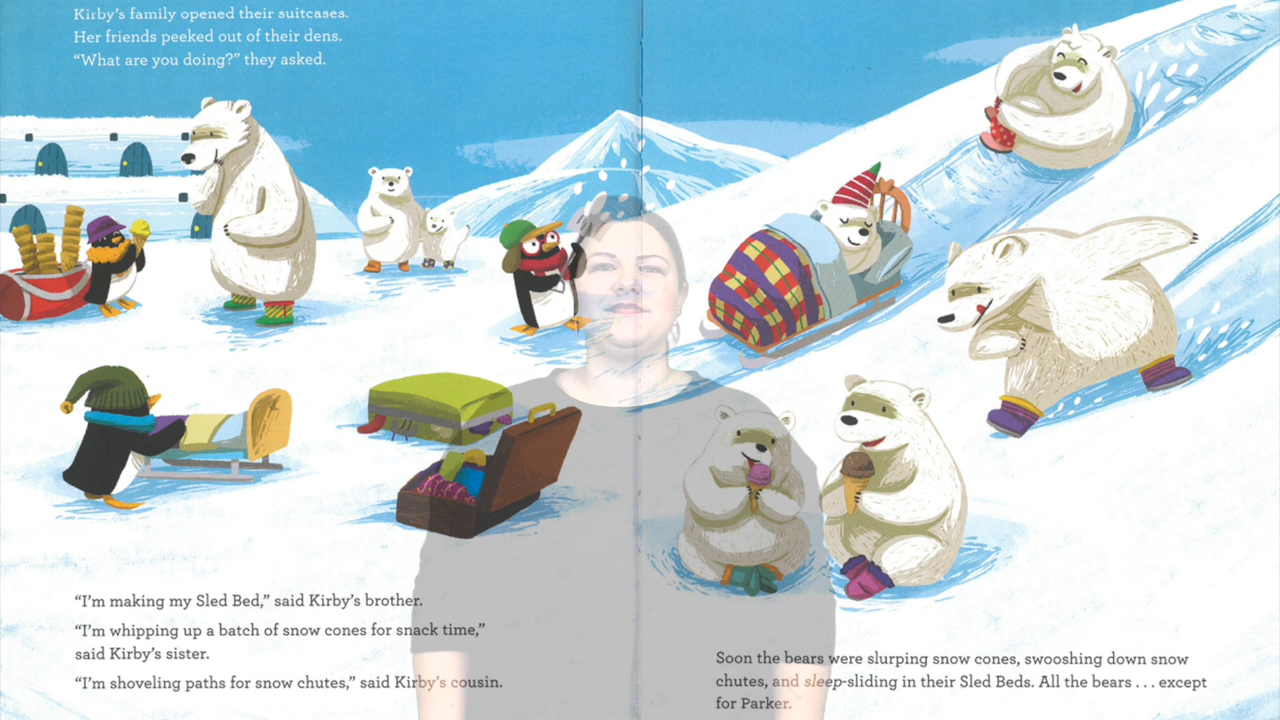 Kirby's family opened their suitcases.
Her friends peeked out of their dens.
“What are you doing?” they asked.
“I'm making my Sled Bed,” said Kirby's brother.
“I'm whipping up a batch of snow cones for snack time,”
said Kirby's sister.
“I'm shoveling paths for snow chutes,” said Kirby's cousin.
Soon the bears were slurping snow cones, swooshing down snow
chutes, and sleep-sliding in their Sled Beds. All the bears . . . except
for Parker.